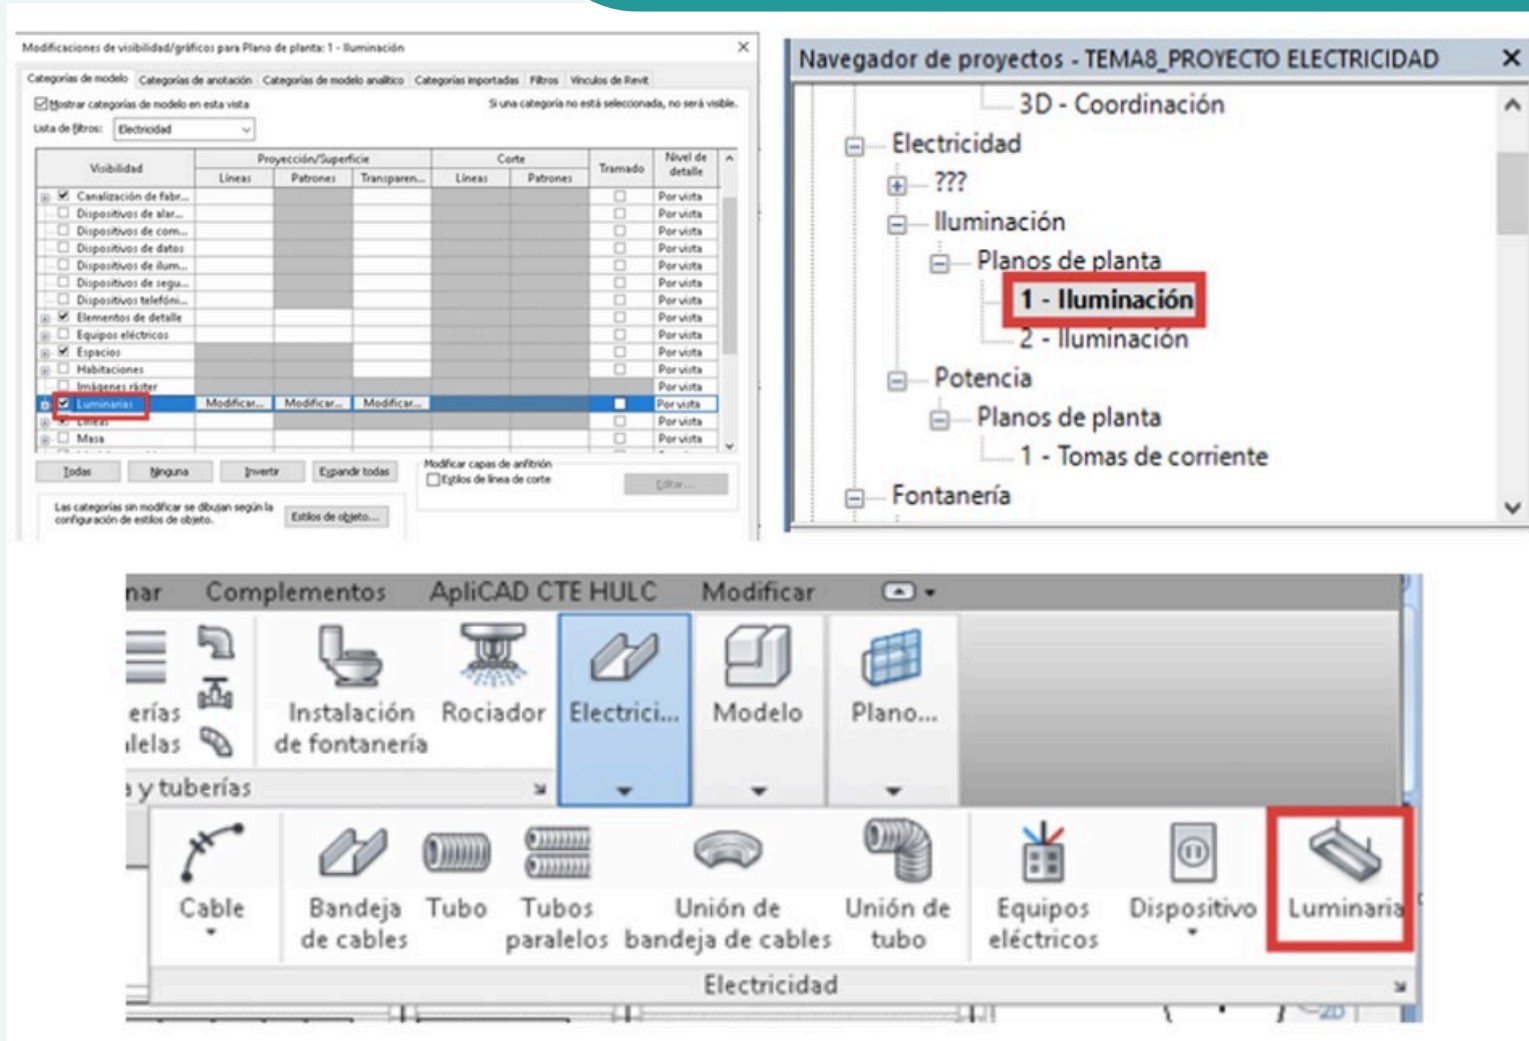 Modificaciones de visibilidad/gráficos para Plano de planta: 1 - Iluminación
Categorías de modelo Categorías de anotación Categorías de modelo analítico Categorías importadas Filtros Vínculos de Revit
Mostrar categorías de modelo en esta vista
Si una categoría no está seleccionada, no será visible.
Lista de filtros: Electricidad
Visibilidad Proyección/Superficie Corte Tramado Nivel de detalle
Líneas Patrones Transparen... Líneas Patrones
Canalización de fabr... Por vista
Dispositivos de alar... Por vista
Dispositivos de com... Por vista
Dispositivos de datos Por vista
Dispositivos de ilum... Por vista
Dispositivos de segu... Por vista
Dispositivos telefóni... Por vista
Elementos de detalle Por vista
Equipos eléctricos Por vista
Espacios Por vista
Habitaciones Por vista
Imágenes ráster Por vista
Luminarias Modificar... Modificar... Modificar... Por vista
Líneas Por vista
Masa Por vista
Todas Ninguna Invertir Expandir todas
Modificar capas de anfitrión
Estilos de línea de corte
Editar...
Las categorías sin modificar se dibujan según la
configuración de estilos de objeto.
Estilos de objeto...
Navegador de proyectos - TEMA8_PROYECTO ELECTRICIDAD
3D - Coordinación
Electricidad
???
Iluminación
Planos de planta
1 - Iluminación
2 - Iluminación
Potencia
Planos de planta
1 - Tomas de corriente
Fontanería
nar Complementos ApliCAD CTE HULC Modificar
erías
alelas
Instalación
de fontanería
Rociador
Electrici...
Modelo
Plano...
a y tuberías
Cable
Bandeja
de cables
Tubo
Tubos
paralelos
Unión de
bandeja de cables
Unión de
tubo
Equipos
eléctricos
Dispositivo
Luminaria
Electricidad
2D